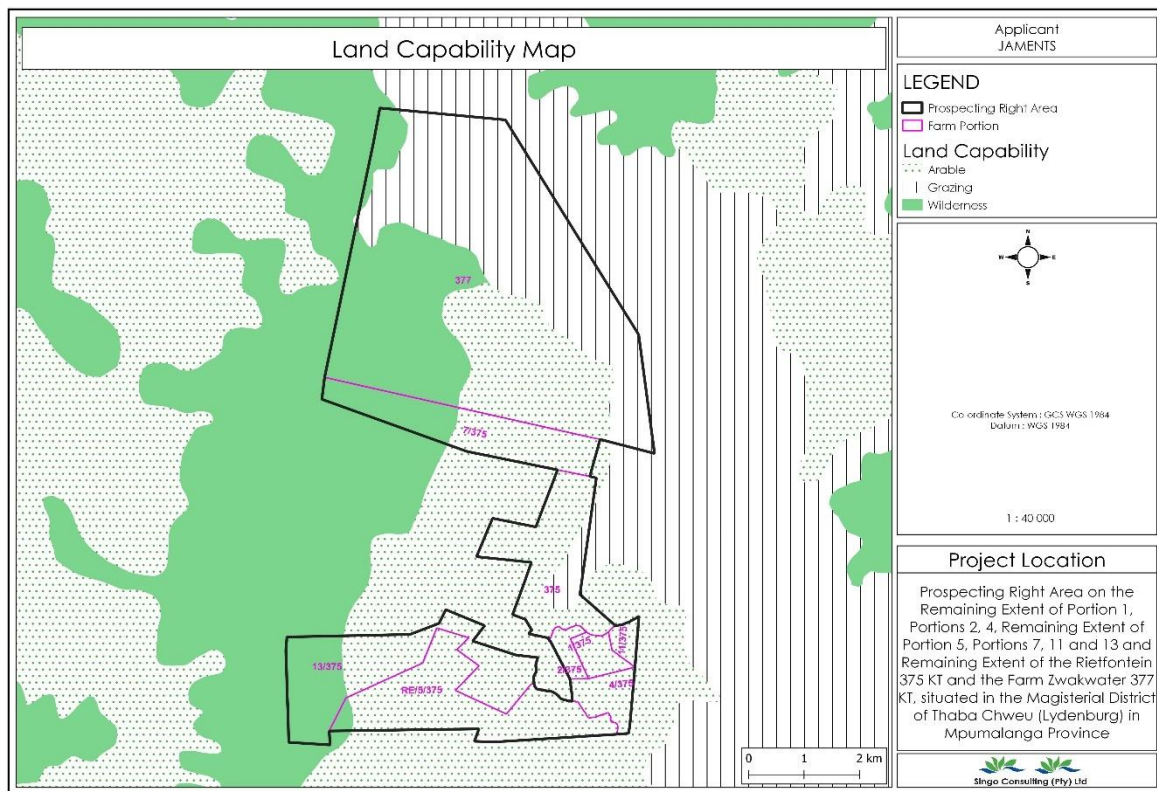 Land Capability Map
377
7/375
375
1/375
11/375
2/375
4/375
13/375
RE/5/375
0 1 2 km
Applicant
JAMENTS
LEGEND
Prospecting Right Area
Farm Portion
Land Capability
Arable
Grazing
Wilderness
N
W E
S
Co ordinate System : GCS WGS 1984
Datum : WGS 1984
1 : 40 000
Project Location
Prospecting Right Area on the
Remaining Extent of Portion 1,
Portions 2, 4, Remaining Extent of
Portion 5, Portions 7, 11 and 13 and
Remaining Extent of the Rietfontein
375 KT and the Farm Zwakwater 377
KT, situated in the Magisterial District
of Thaba Chweu (Lydenburg) in
Mpumalanga Province
Singo Consulting (Pty) Ltd